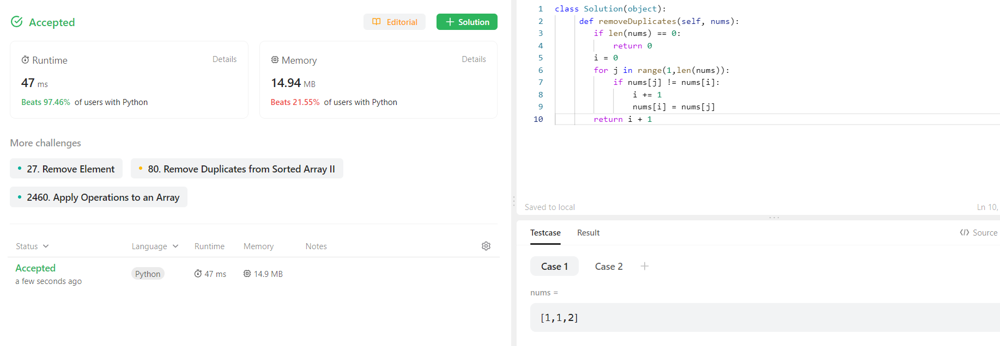 Accepted
Editorial
Solution
Runtime
Details
47 ms
Beats 97.46% of users with Python
Memory
Details
14.94 MB
Beats 21.55% of users with Python
More challenges
27. Remove Element
80. Remove Duplicates from Sorted Array II
2460. Apply Operations to an Array
Status Language Runtime Memory Notes
Accepted
a few seconds ago
Python
47 ms
14.9 MB
1 class Solution(object):
2 def removeDuplicates(self, nums):
3 if len(nums) == 0:
4 return 0
5 i = 0
6 for j in range(1,len(nums)):
7 if nums[j] != nums[i]:
8 i += 1
9 nums[i] = nums[j]
10 return i + 1
Saved to local
Ln 10,
Testcase
Result
</> Source
Case 1
Case 2
+
nums =
[1,1,2]